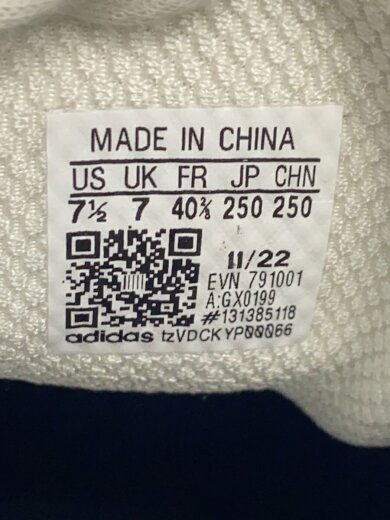 MADE IN CHINA
US UK FR JP CHN
7½ 7 40⅔ 250 250
11/22
EVN 791001
A:GX0199
#131385118
adidas tzVDCKYP00066